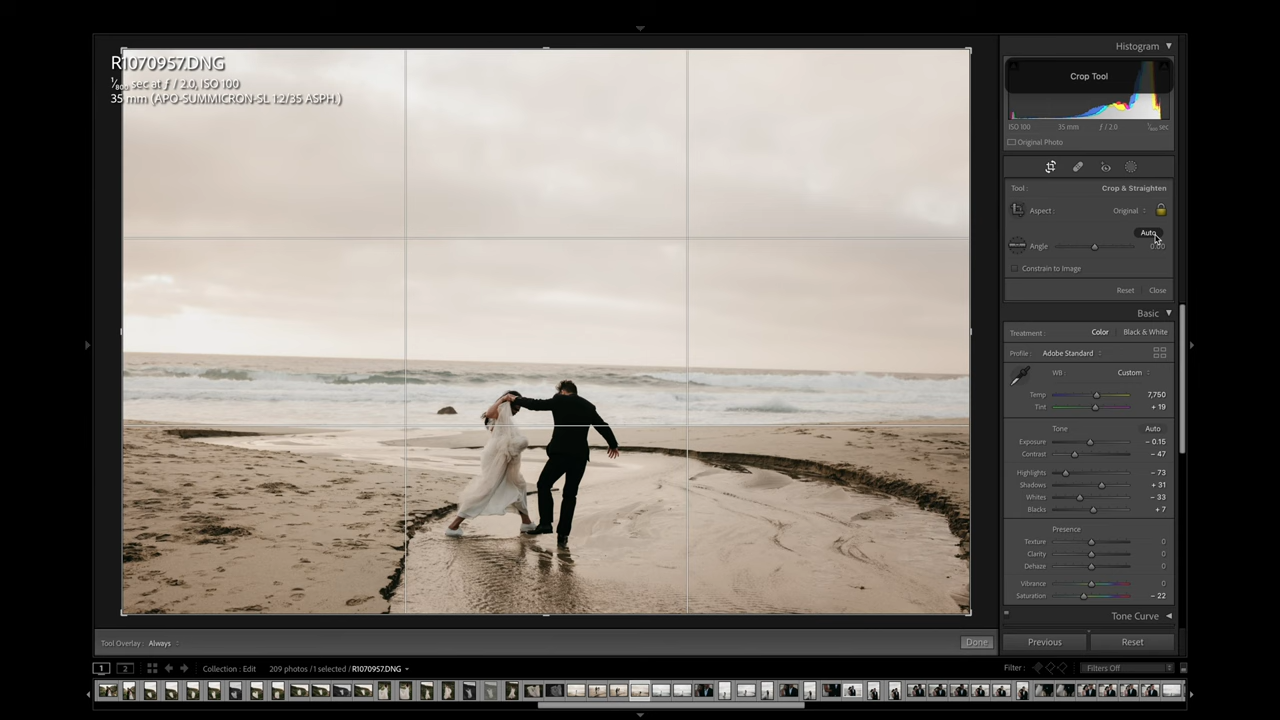 R1070957.DNG
1/800 sec at ƒ / 2.0, ISO 100
35 mm (APO-SUMMICRON-SL 1:2/35 ASPH.)
Histogram
Crop Tool
ISO 100 35 mm ƒ / 2.0 1/800 sec
Original Photo
Tool : Crop & Straighten
Aspect : Original
Auto
Angle 0.00
Constrain to Image
Reset Close
Basic
Treatment : Color Black & White
Profile : Adobe Standard
WB : Custom
Temp 7,750
Tint + 19
Tone Auto
Exposure – 0.15
Contrast – 47
Highlights – 73
Shadows + 31
Whites – 33
Blacks + 7
Presence
Texture 0
Clarity 0
Dehaze 0
Vibrance 0
Saturation – 22
Tone Curve
Tool Overlay : Always
Done
Previous Reset
1 2 Collection : Edit 209 photos / 1 selected / R1070957.DNG
Filter : Filters Off